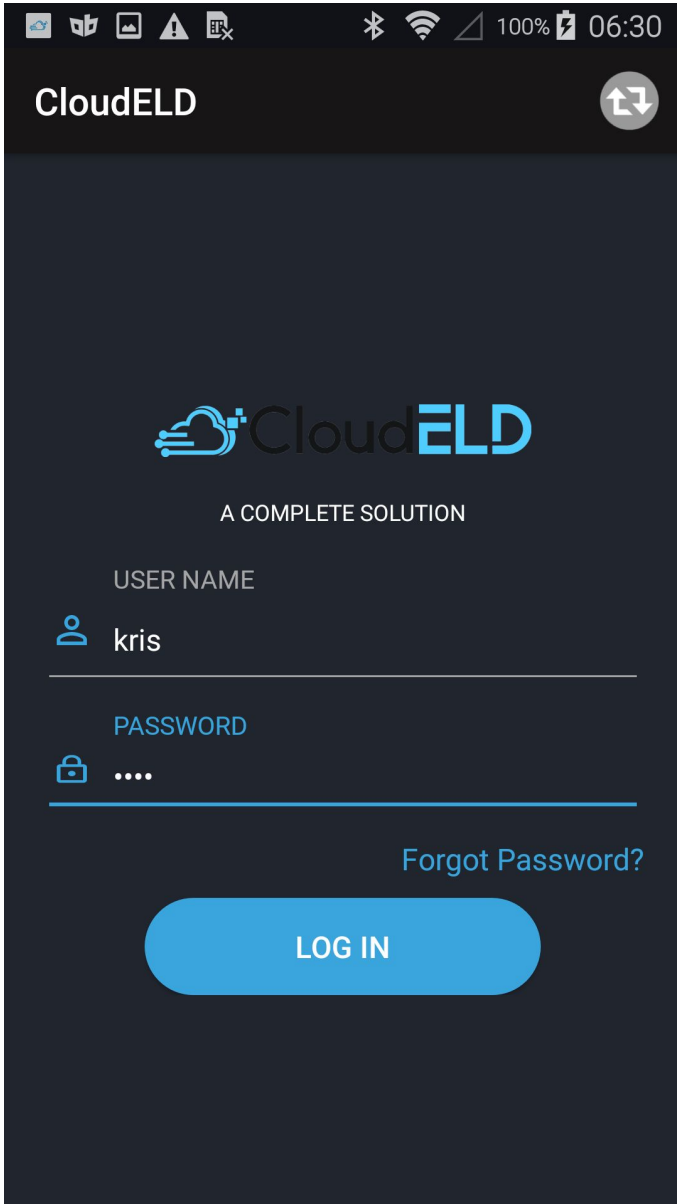 100% 06:30
CloudELD
CloudELD
A COMPLETE SOLUTION
USER NAME
kris
PASSWORD
••••
Forgot Password?
LOG IN